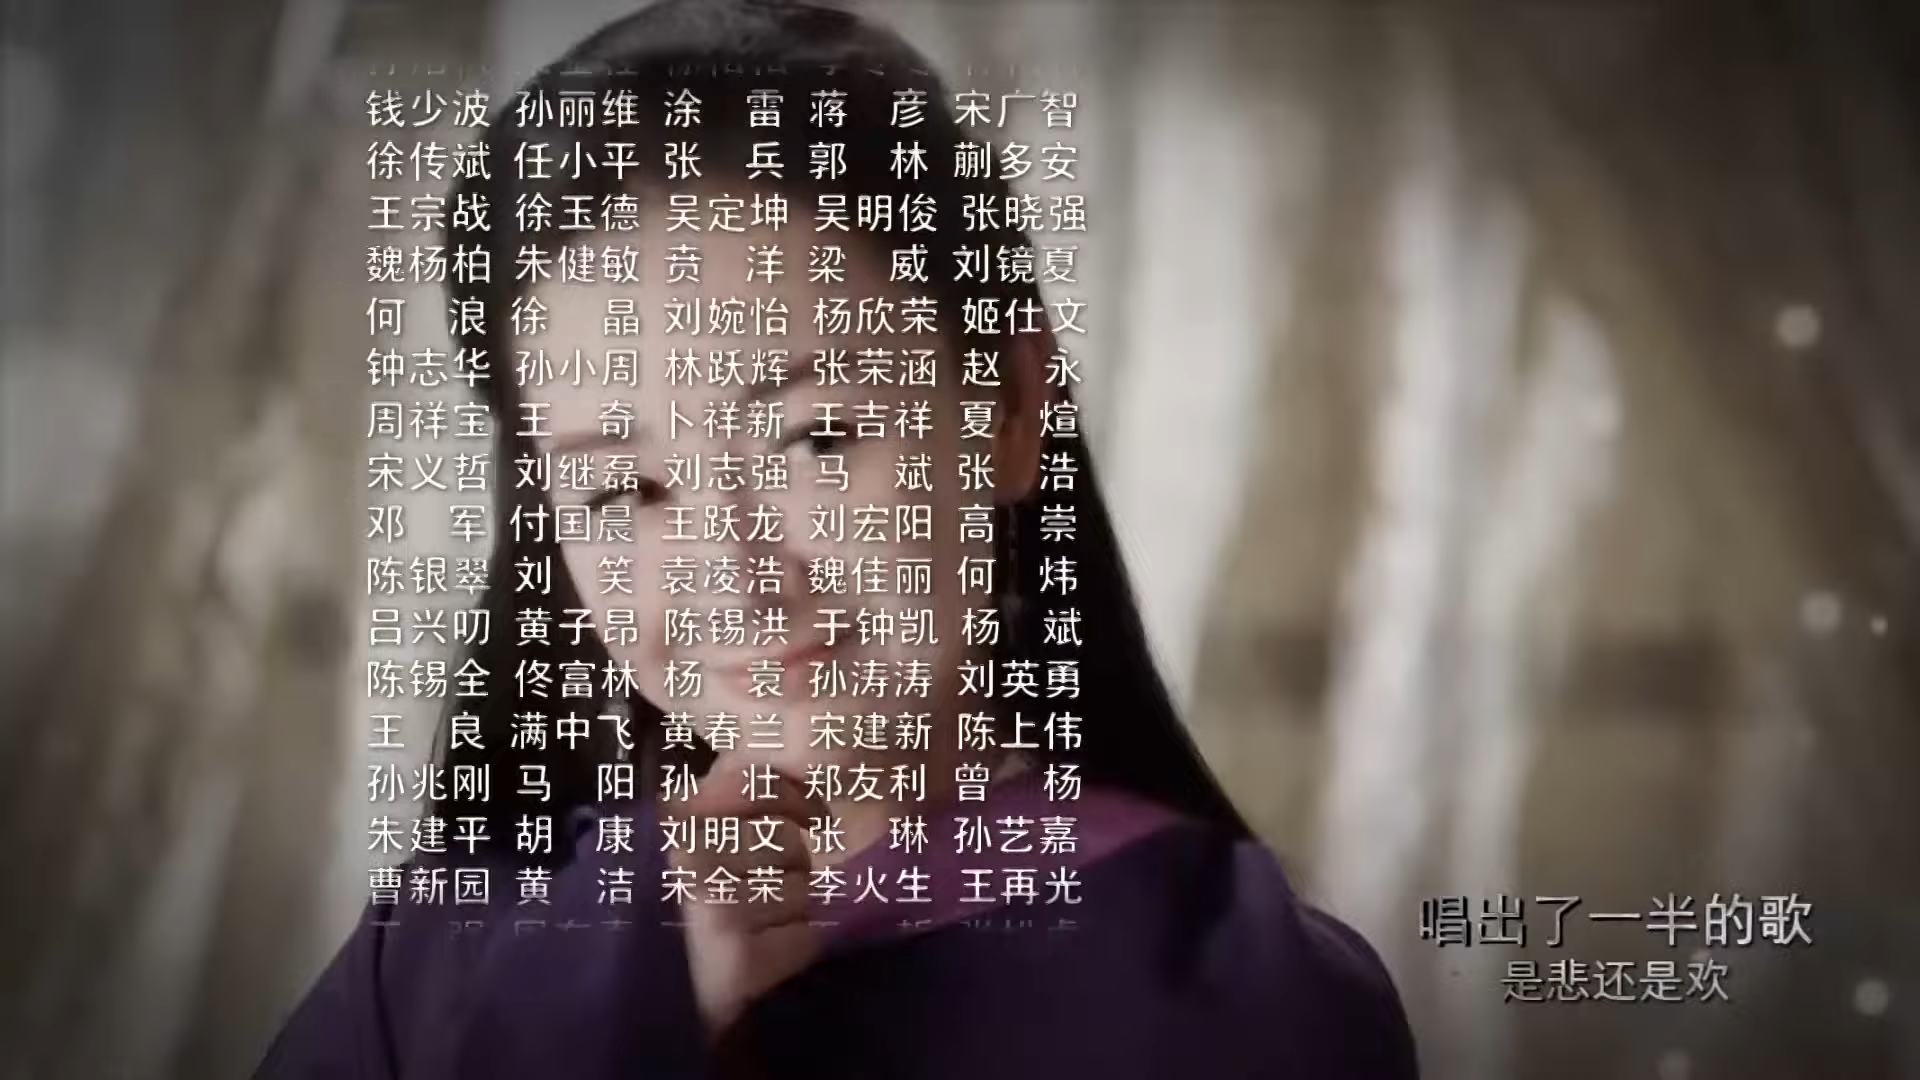 钱少波 孙丽维 涂　雷 蒋　彦 宋广智
徐传斌 任小平 张　兵 郭　林 蒯多安
王宗战 徐玉德 吴定坤 吴明俊 张晓强
魏杨柏 朱健敏 贲　洋 梁　威 刘镜夏
何　浪 徐　晶 刘婉怡 杨欣荣 姬仕文
钟志华 孙小周 林跃辉 张荣涵 赵　永
周祥宝 王　奇 卜祥新 王吉祥 夏　煊
宋义哲 刘继磊 刘志强 马　斌 张　浩
邓　军 付国晨 王跃龙 刘宏阳 高　崇
陈银翠 刘　笑 袁凌浩 魏佳丽 何　炜
吕兴叨 黄子昂 陈锡洪 于钟凯 杨　斌
陈锡全 佟富林 杨　袁 孙涛涛 刘英勇
王　良 满中飞 黄春兰 宋建新 陈上伟
孙兆刚 马　阳 孙　壮 郑友利 曾　杨
朱建平 胡　康 刘明文 张　琳 孙艺嘉
曹新园 黄　洁 宋金荣 李火生 王再光
唱出了一半的歌
是悲还是欢